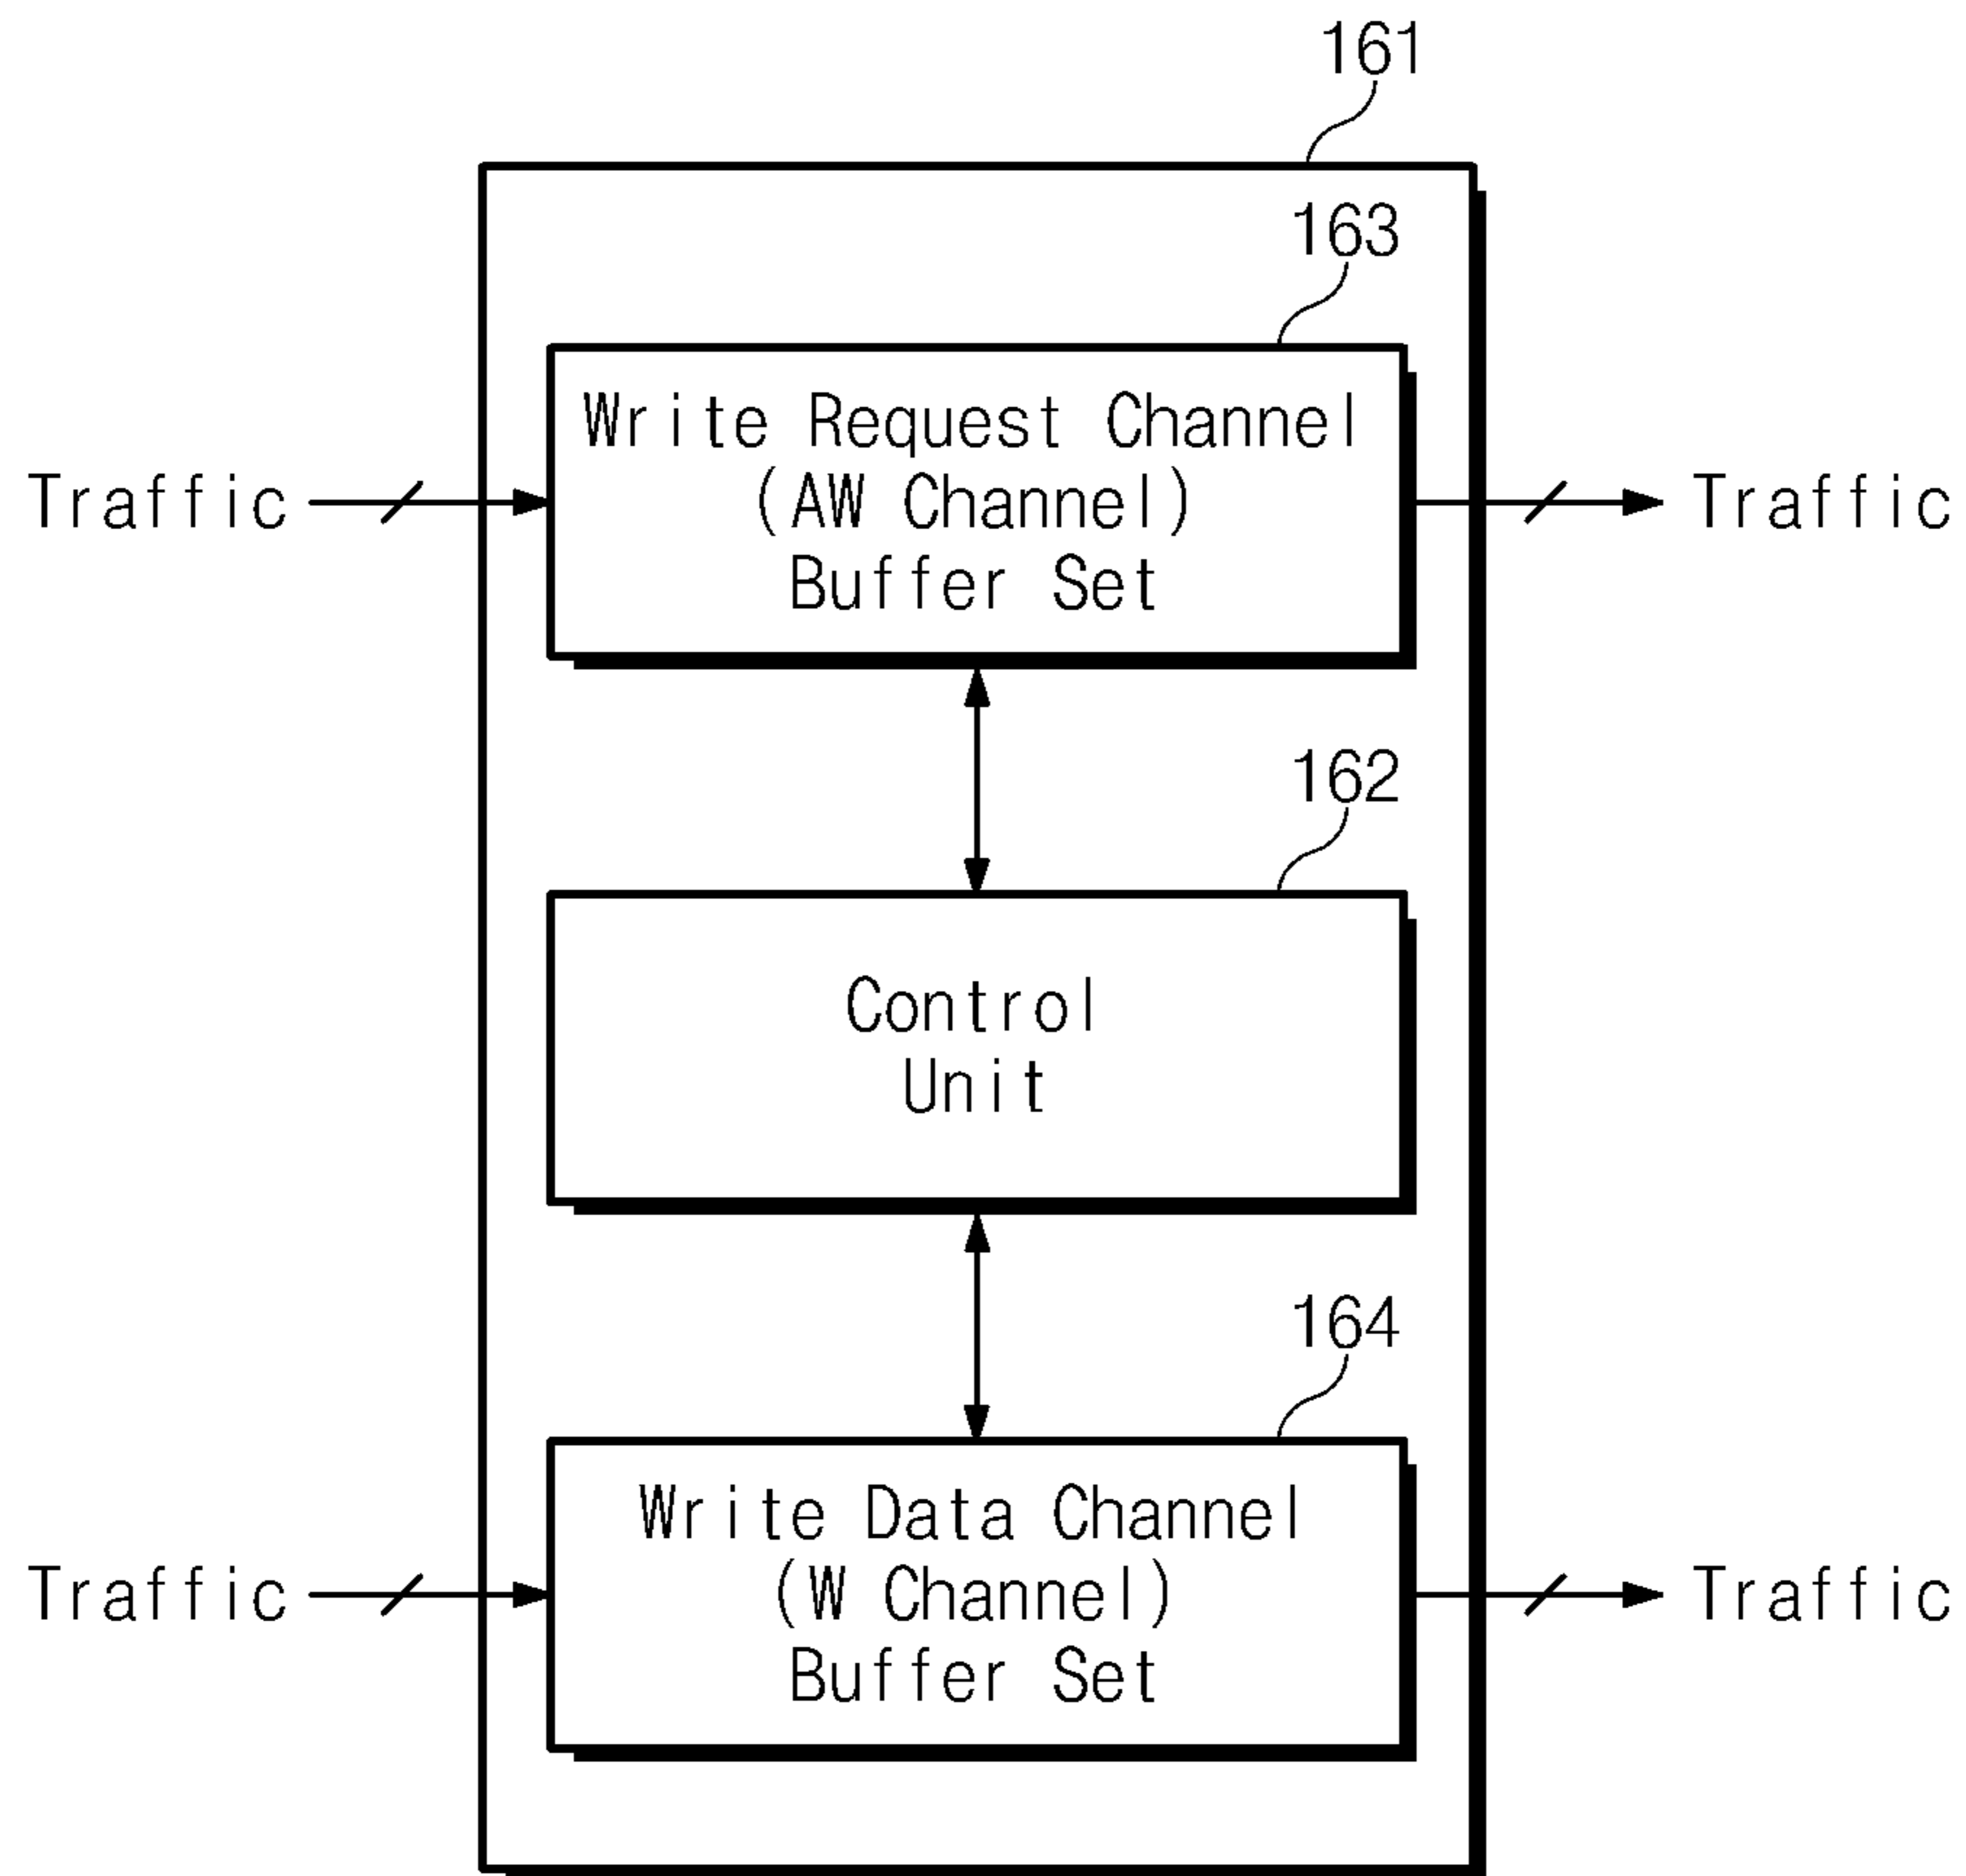 161
163
Write Request Channel
Traffic (AW Channel) Traffic
Buffer Set
162
Control
Unit
164
Write Data Channel
Traffic (W Channel) Traffic
Buffer Set